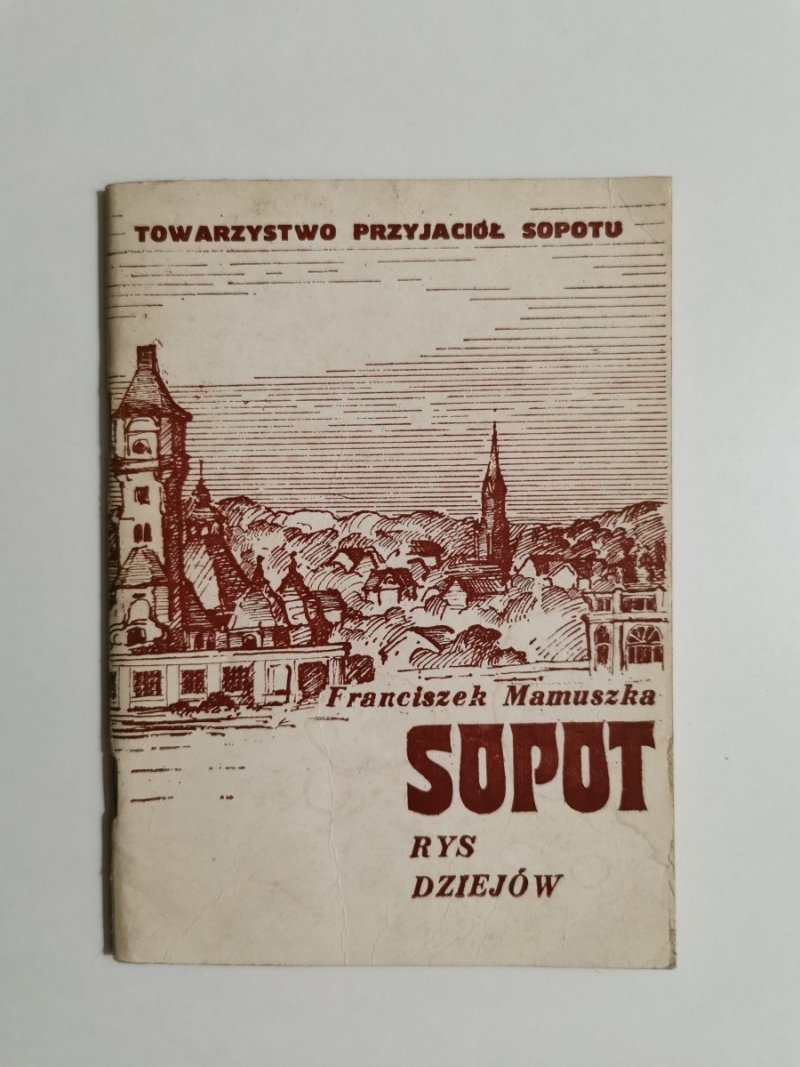 TOWARZYSTWO PRZYJACIÓŁ SOPOTU
Franciszek Mamuszka
SOPOT
RYS
DZIEJÓW